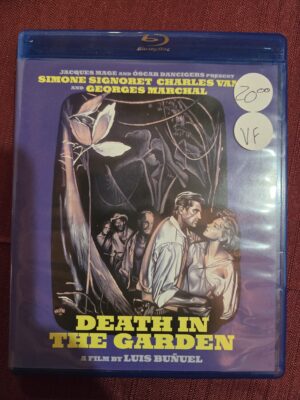 Blu-ray Disc
JACQUES MAGE AND ÓSCAR DANCIGERS PRESENT
SIMONE SIGNORET CHARLES VAN
AND GEORGES MARCHAL
20.00
VF
DEATH IN
THE GARDEN
A FILM BY LUIS BUÑUEL